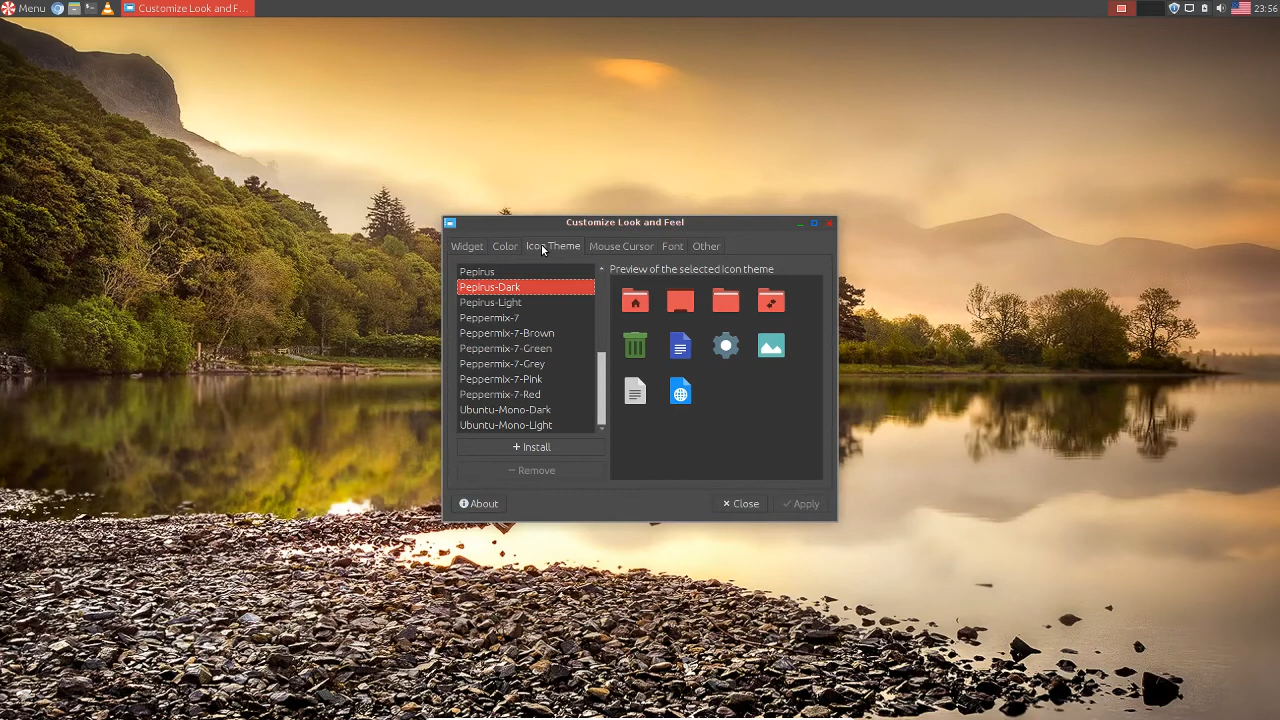 Menu
Customize Look and F...
23:56
Customize Look and Feel
Widget Color Icon Theme Mouse Cursor Font Other
Pepirus
Pepirus-Dark
Pepirus-Light
Peppermix-7
Peppermix-7-Brown
Peppermix-7-Green
Peppermix-7-Grey
Peppermix-7-Pink
Peppermix-7-Red
Ubuntu-Mono-Dark
Ubuntu-Mono-Light
Preview of the selected icon theme
Install
Remove
About
Close
Apply